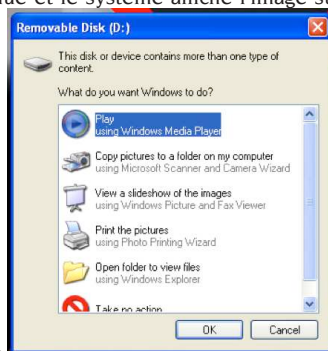 et le système affiche l'image
Removable Disk (D:)
This disk or device contains more than one type of
content.
What do you want Windows to do?
Play
using Windows Media Player
Copy pictures to a folder on my computer
using Microsoft Scanner and Camera Wizard
View a slideshow of the images
using Windows Picture and Fax Viewer
Print the pictures
using Photo Printing Wizard
Open folder to view files
using Windows Explorer
Take no action
OK
Cancel